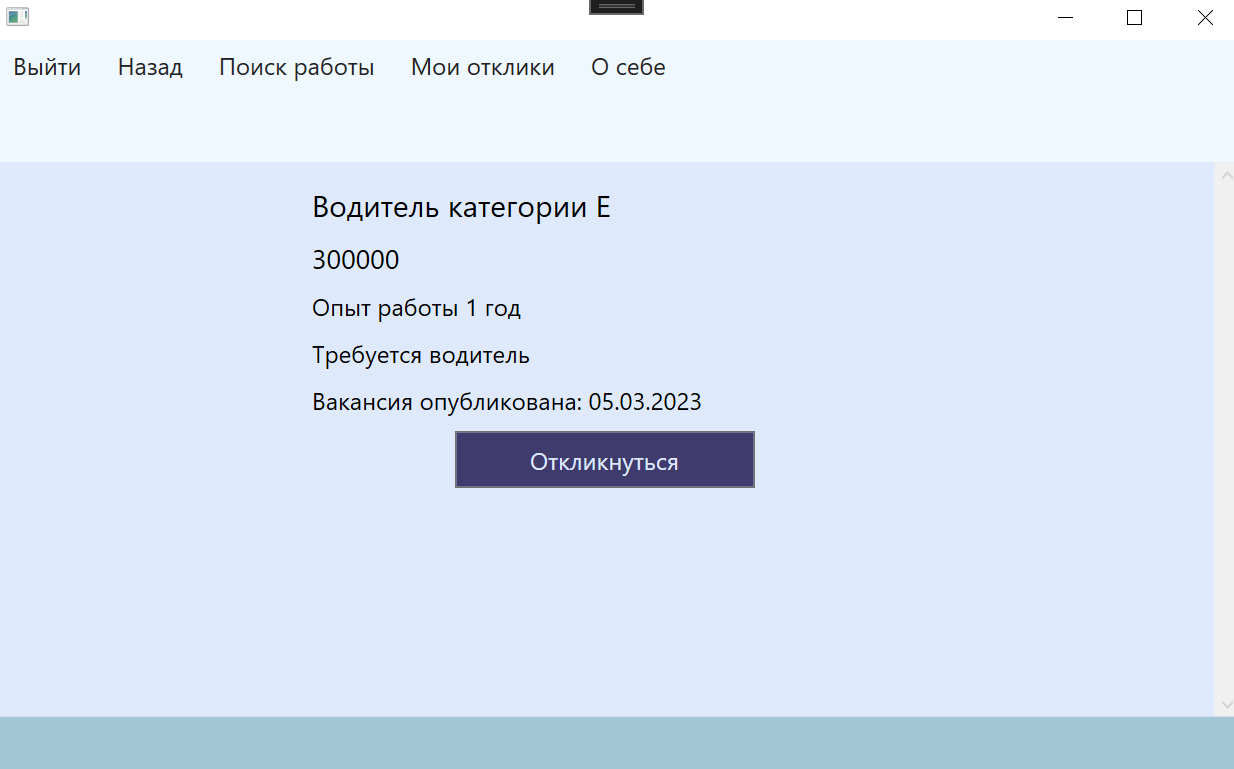 Выйти Назад Поиск работы Мои отклики О себе
Водитель категории Е
300000
Опыт работы 1 год
Требуется водитель
Вакансия опубликована: 05.03.2023
Откликнуться